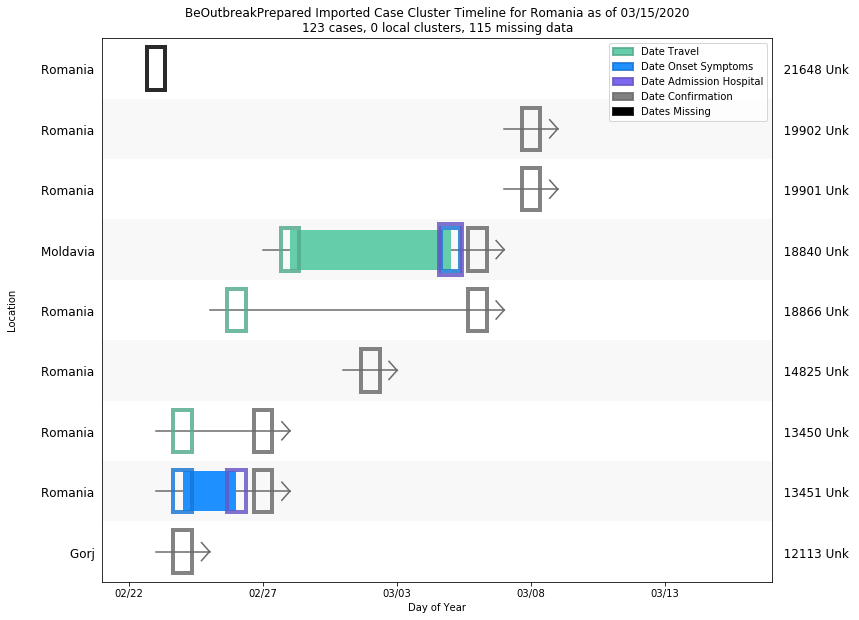 BeOutbreakPrepared Imported Case Cluster Timeline for Romania as of 03/15/2020
123 cases, 0 local clusters, 115 missing data
Date Travel
Date Onset Symptoms
Date Admission Hospital
Date Confirmation
Dates Missing
Romania 21648 Unk
Romania 19902 Unk
Romania 19901 Unk
Moldavia 18840 Unk
Romania 18866 Unk
Romania 14825 Unk
Romania 13450 Unk
Romania 13451 Unk
Gorj 12113 Unk
Location
02/22 02/27 03/03 03/08 03/13
Day of Year